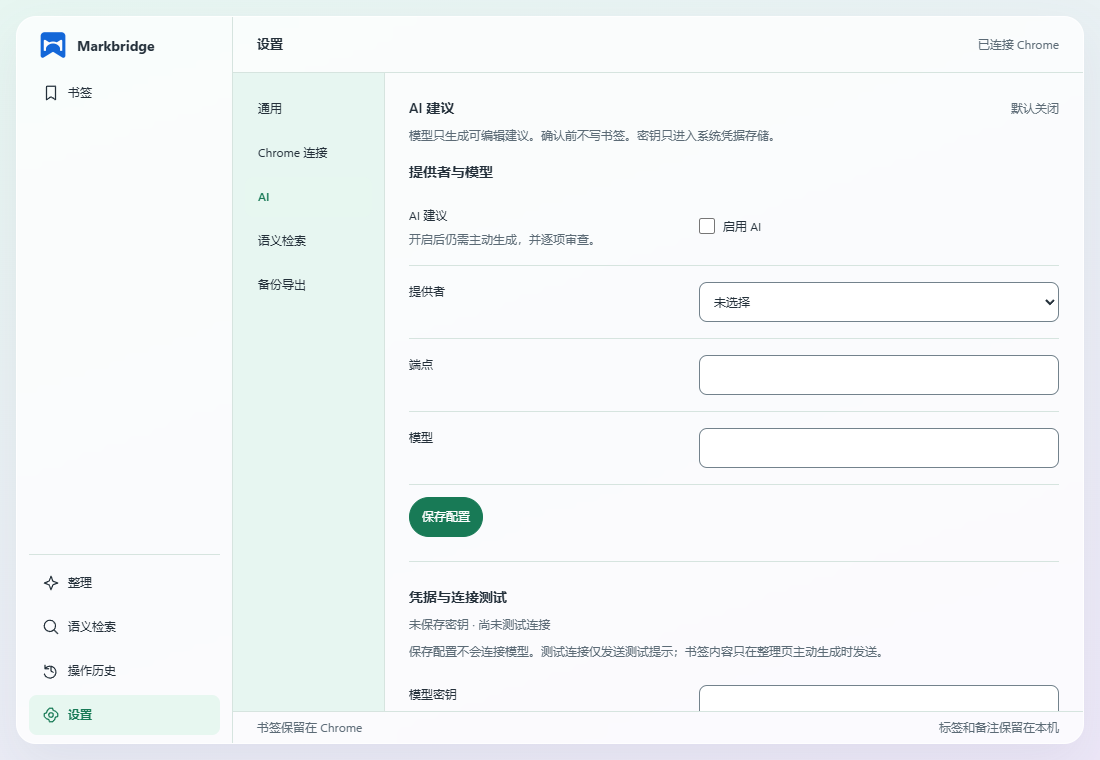 Markbridge
书签
整理
语义检索
操作历史
设置
设置
已连接 Chrome
通用
Chrome 连接
AI
语义检索
备份导出
AI 建议
默认关闭
模型只生成可编辑建议。确认前不写书签。密钥只进入系统凭据存储。
提供者与模型
AI 建议
开启后仍需主动生成，并逐项审查。
启用 AI
提供者
未选择
端点
模型
保存配置
凭据与连接测试
未保存密钥 · 尚未测试连接
保存配置不会连接模型。测试连接仅发送测试提示；书签内容只在整理页主动生成时发送。
模型密钥
书签保留在 Chrome
标签和备注保留在本机